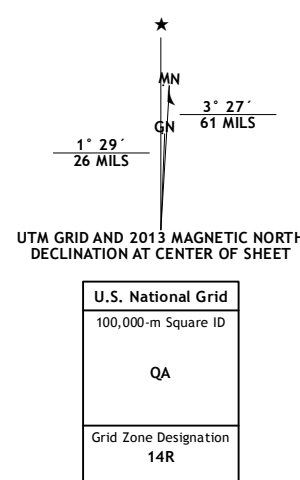 ★
MN
3° 27´
61 MILS
GN
1° 29´
26 MILS
UTM GRID AND 2013 MAGNETIC NORTH
DECLINATION AT CENTER OF SHEET
U.S. National Grid
100,000-m Square ID
QA
Grid Zone Designation
14R